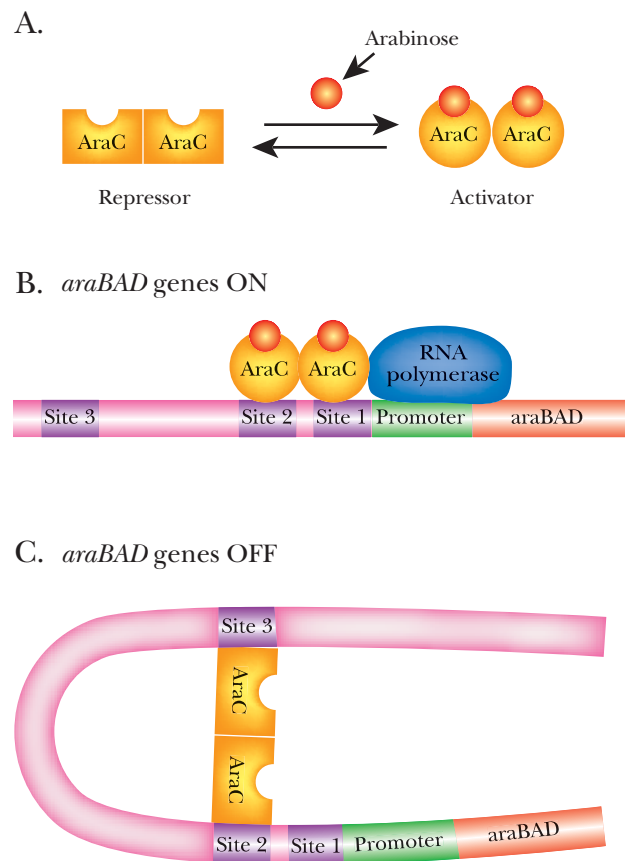 A.
Arabinose
AraC AraC AraC AraC
Repressor Activator
B. araBAD genes ON
AraC AraC RNA
polymerase
Site 3 Site 2 Site 1 Promoter araBAD
C. araBAD genes OFF
Site 3
AraC
AraC
Site 2 Site 1 Promoter araBAD